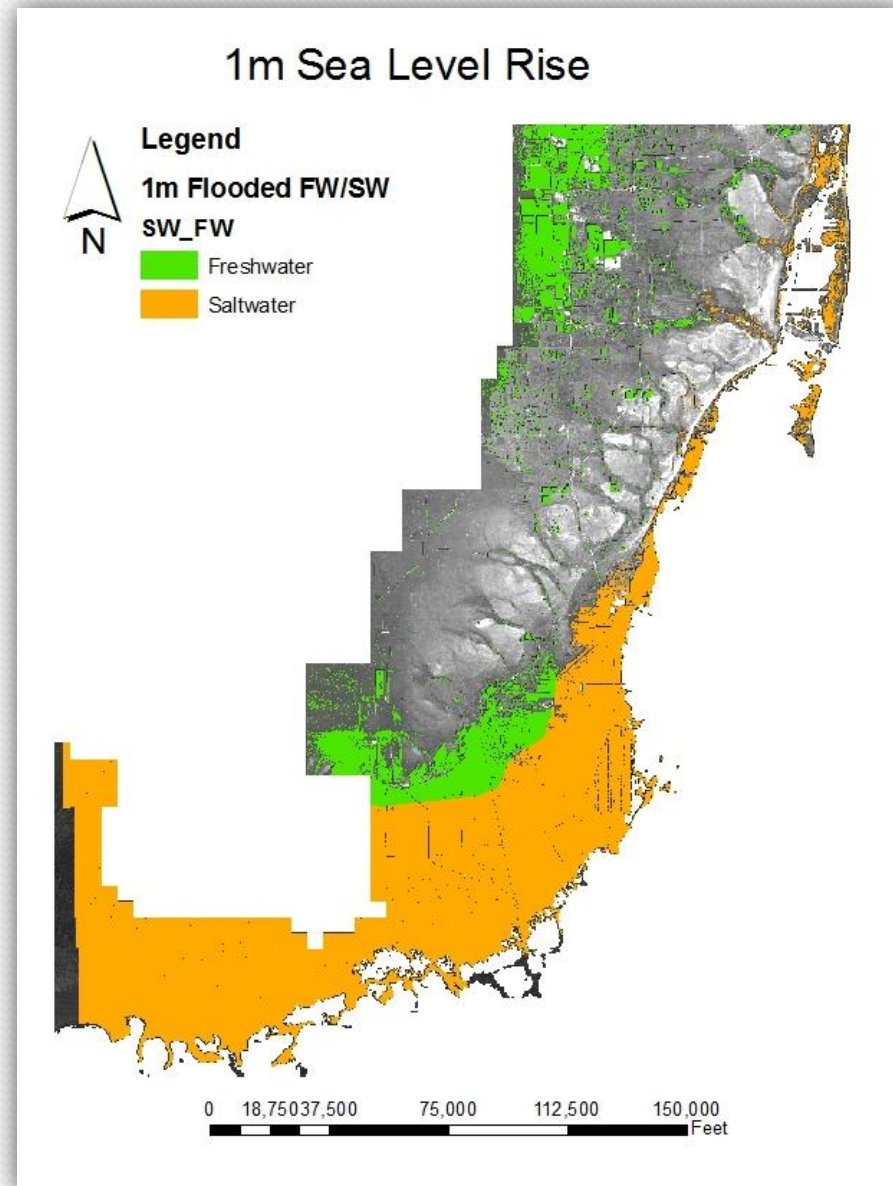 1m Sea Level Rise
Legend
1m Flooded FW/SW
SW_FW
Freshwater
Saltwater
N
0 18,750 37,500 75,000 112,500 150,000
Feet